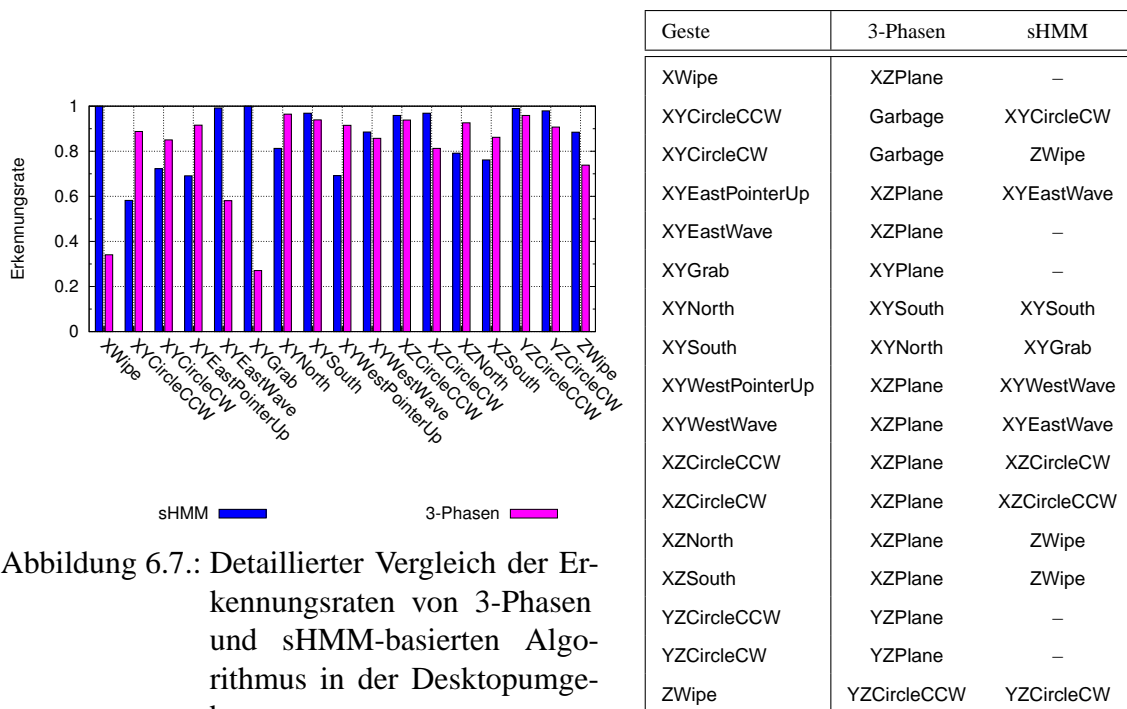 1
0.8
0.6
0.4
0.2
0
Erkennungsrate
XWipe
XYCircleCCW
XYCircleCW
XYEastPointerUp
XYEastWave
XYGrab
XYNorth
XYSouth
XYWestPointerUp
XYWestWave
XZCircleCCW
XZCircleCW
XZNorth
XZSouth
YZCircleCCW
YZCircleCW
ZWipe
sHMM 3-Phasen
Abbildung 6.7.: Detaillierter Vergleich der Er-
kennungsraten von 3-Phasen
und sHMM-basierten Algo-
rithmus in der Desktopumge-
Geste 3-Phasen sHMM
XWipe XZPlane –
XYCircleCCW Garbage XYCircleCW
XYCircleCW Garbage ZWipe
XYEastPointerUp XZPlane XYEastWave
XYEastWave XZPlane –
XYGrab XYPlane –
XYNorth XYSouth XYSouth
XYSouth XYNorth XYGrab
XYWestPointerUp XZPlane XYWestWave
XYWestWave XZPlane XYEastWave
XZCircleCCW XZPlane XZCircleCW
XZCircleCW XZPlane XZCircleCCW
XZNorth XZPlane ZWipe
XZSouth XZPlane ZWipe
YZCircleCCW YZPlane –
YZCircleCW YZPlane –
ZWipe YZCircleCCW YZCircleCW